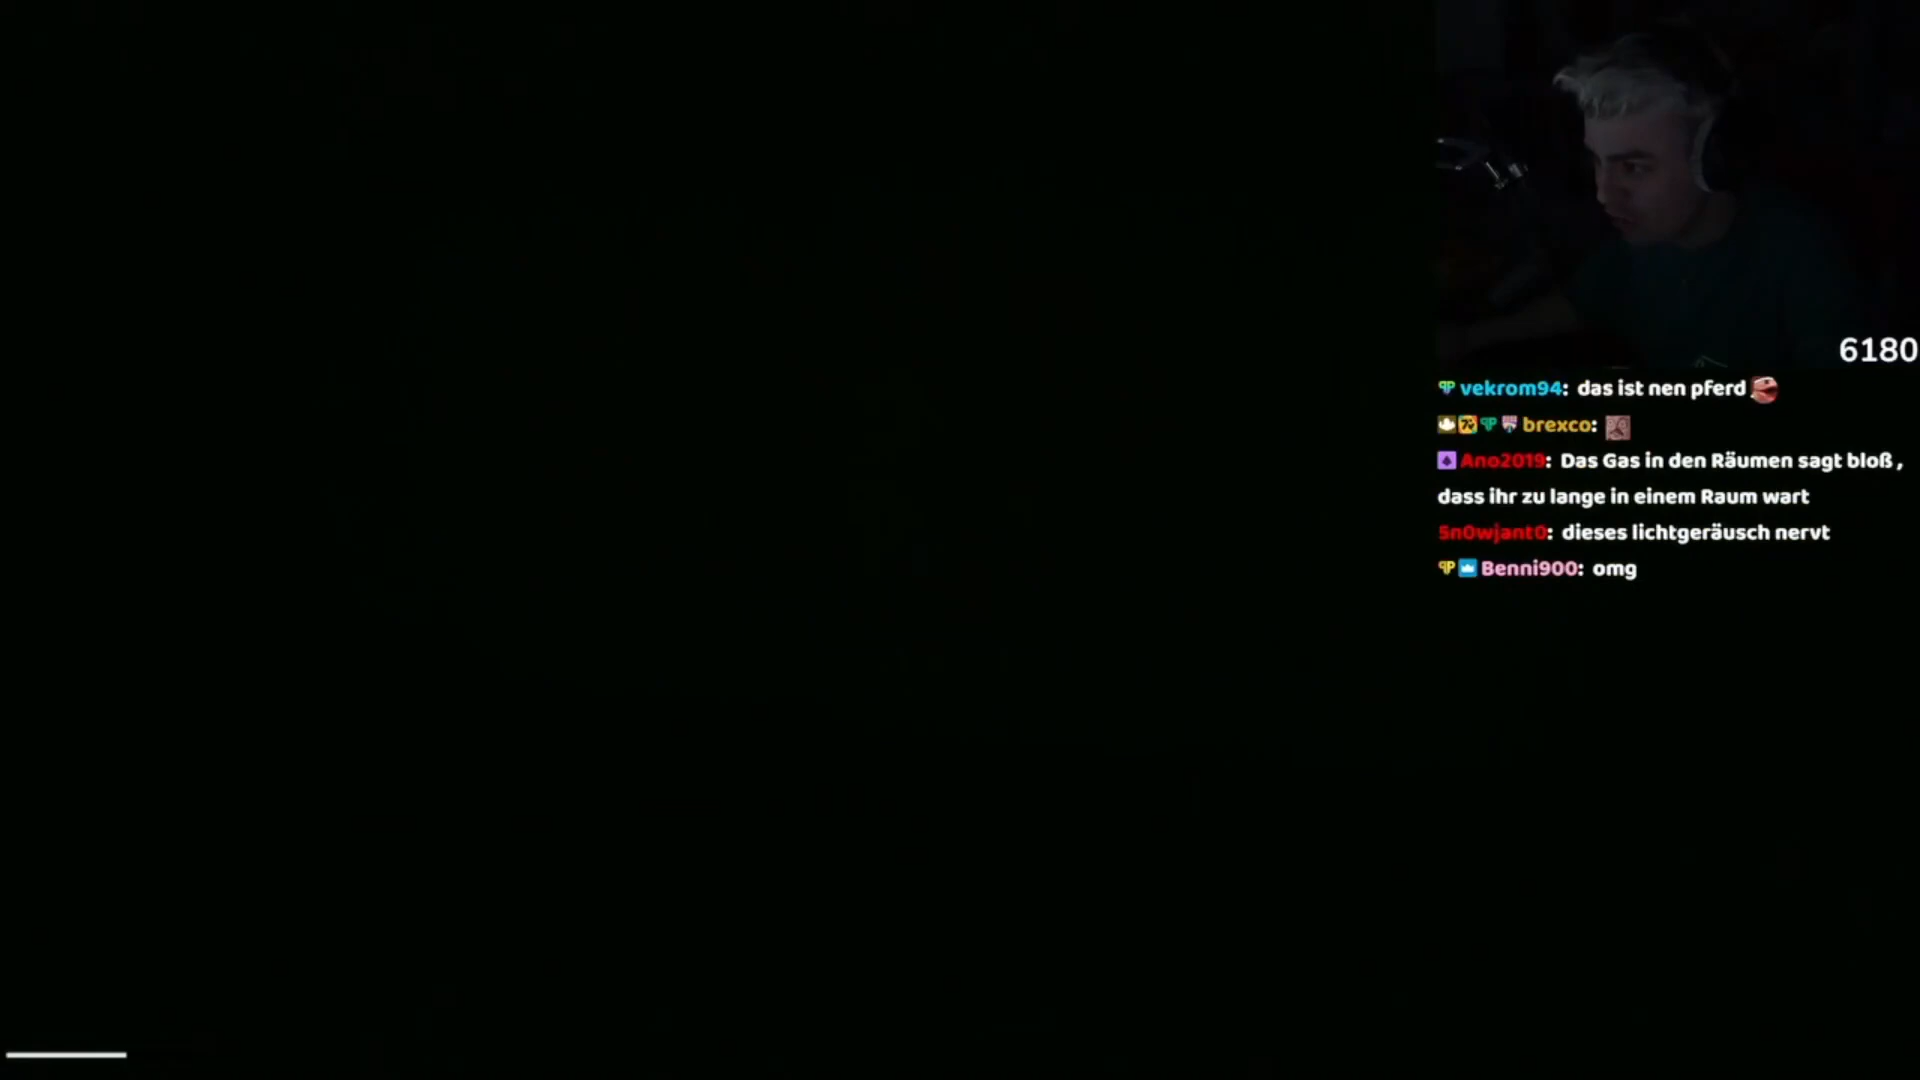 6180
vekrom94: das ist nen pferd
brexco:
Ano2019: Das Gas in den Räumen sagt bloß ,
dass ihr zu lange in einem Raum wart
5n0wjant0: dieses lichtgeräusch nervt
Benni900: omg